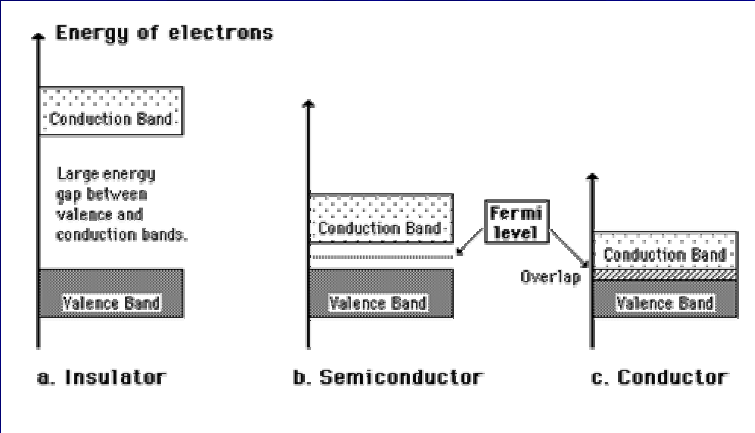 Energy of electrons
Conduction Band
Large energy
gap between
valence and
conduction bands.
Valence Band
a. Insulator
Conduction Band
Valence Band
b. Semiconductor
Fermi
level
Overlap
Conduction Band
Valence Band
c. Conductor